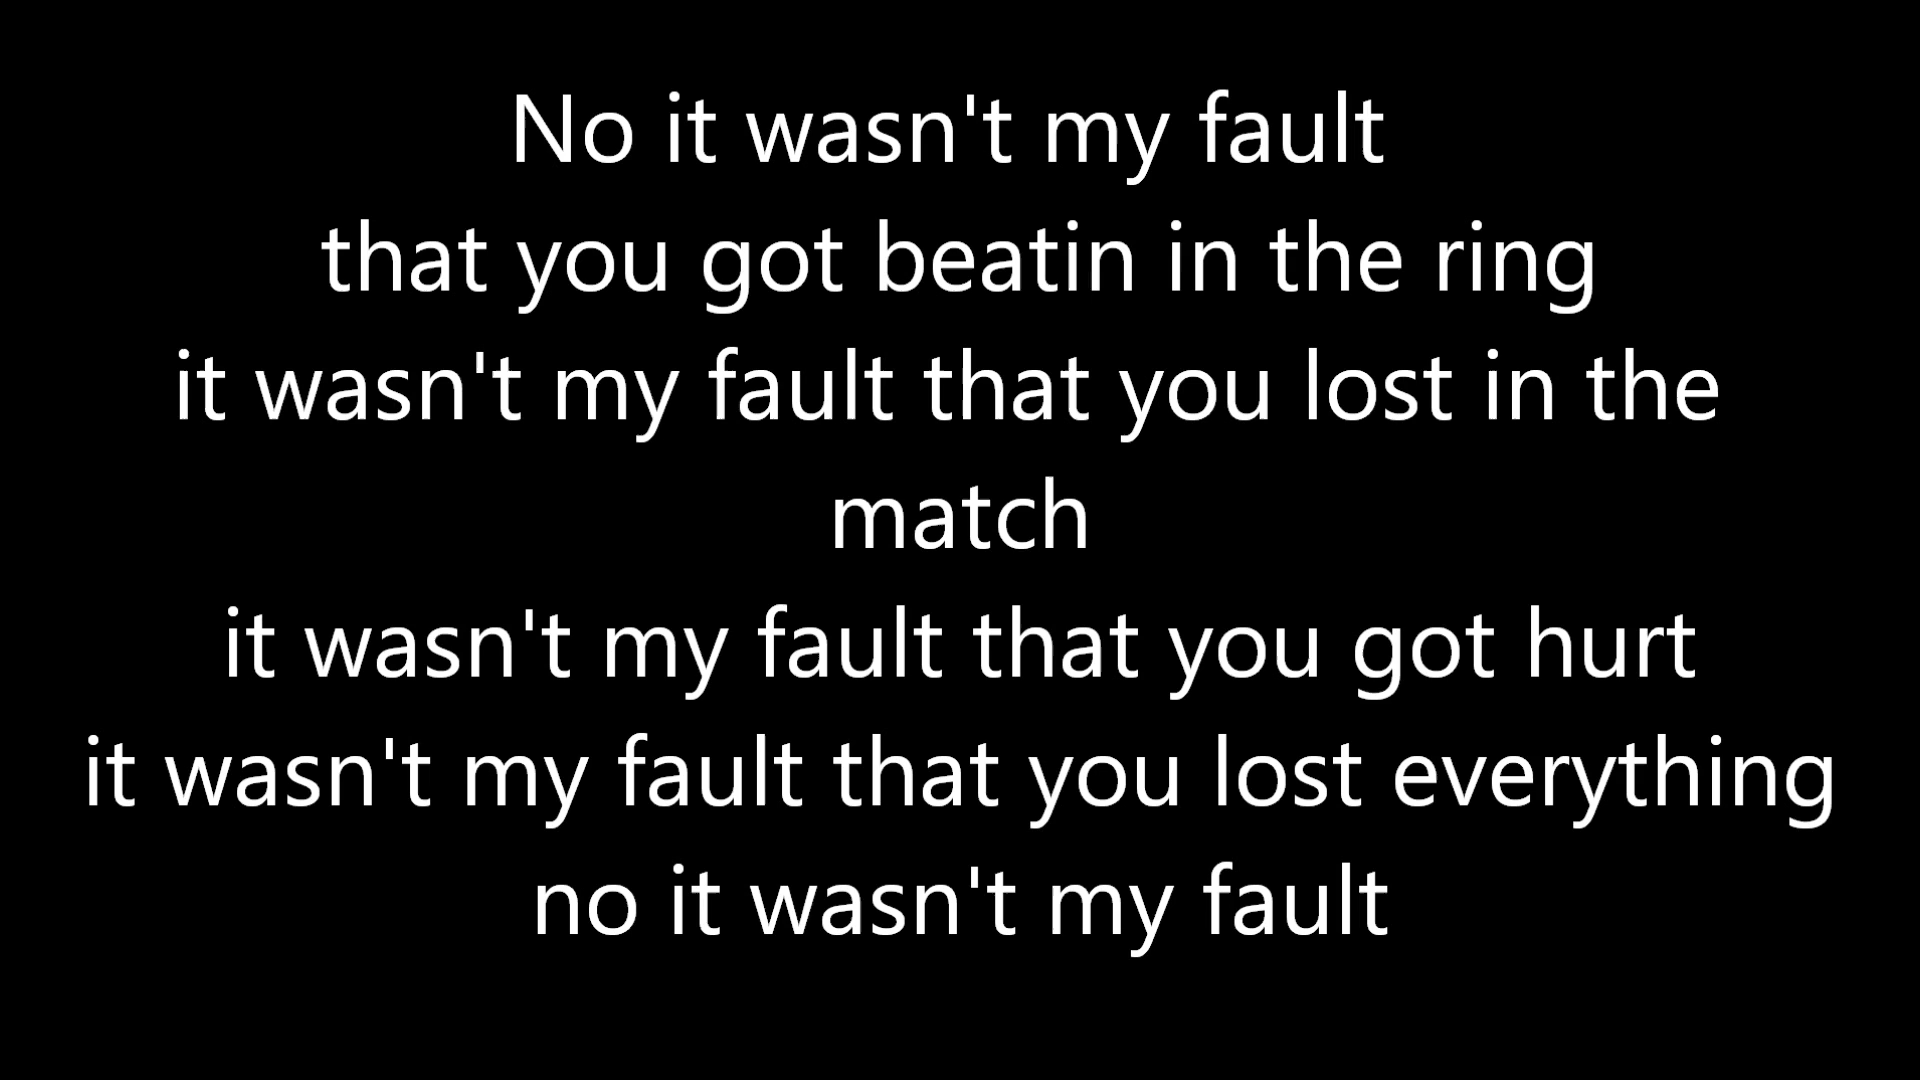 No it wasn't my fault
that you got beatin in the ring
it wasn't my fault that you lost in the
match
it wasn't my fault that you got hurt
it wasn't my fault that you lost everything
no it wasn't my fault